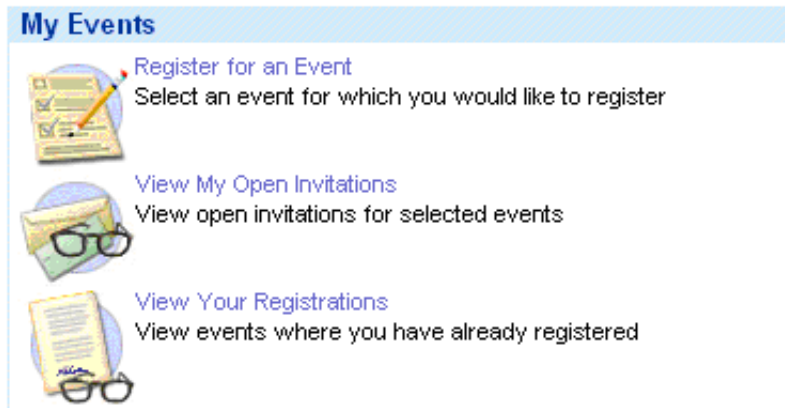 My Events
Register for an Event
Select an event for which you would like to register
View My Open Invitations
View open invitations for selected events
View Your Registrations
View events where you have already registered